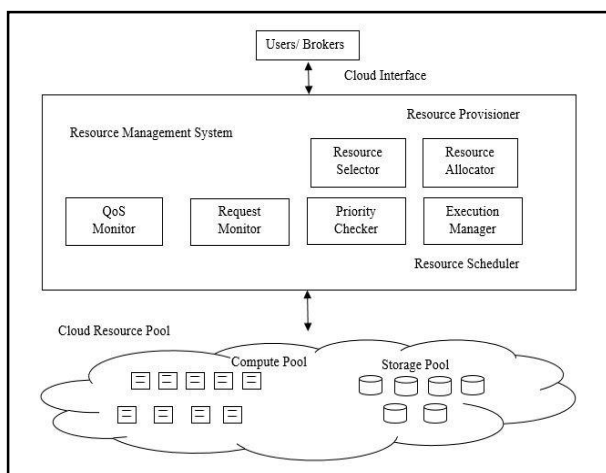 Users/ Brokers
Cloud Interface
Resource Provisioner
Resource Management System
Resource
Selector
Resource
Allocator
QoS
Monitor
Request
Monitor
Priority
Checker
Execution
Manager
Resource Scheduler
Cloud Resource Pool
Compute Pool
Storage Pool